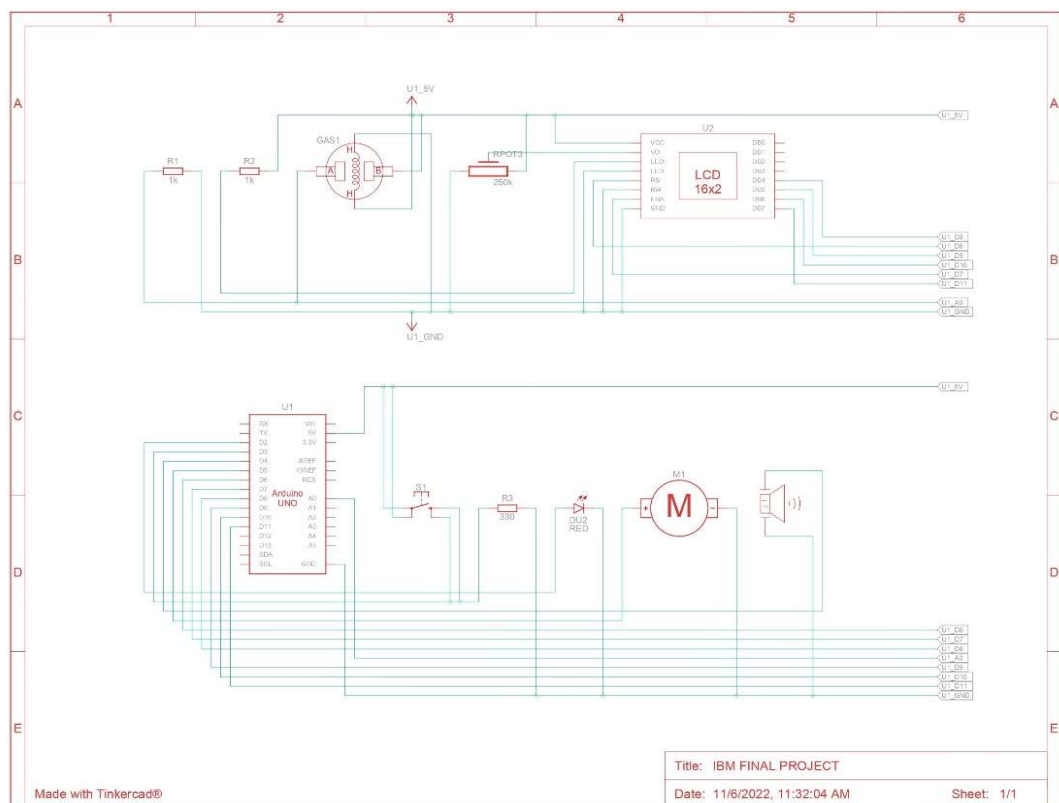 1 2 3 4 5 6
A A
U1_5V
U1_5V
GAS1
U2
R1
1k
R2
1k
H
A
B
H
RPOT3
250k
LCD
16x2
VCC
VO
LED
LED
RS
RW
ENA
GND
DB0
DB1
DB2
DB3
DB4
DB5
DB6
DB7
B B
U1_D8
U1_D6
U1_D9
U1_D10
U1_D7
U1_D11
U1_A0
U1_GND
U1_GND
C C
U1_5V
U1
Arduino
UNO
RX
TX
D2
D3
D4
D5
D6
D7
D8
D9
D10
D11
D12
D13
SDA
SCL
VIN
5V
3.3V
AREF
IOREF
RES
A0
A1
A2
A3
A4
A5
GND
S1
R3
330
DU2
RED
M1
+ M -
D D
U1_D6
U1_D7
U1_D8
U1_A0
U1_D9
U1_D10
U1_D11
U1_GND
E E
Title: IBM FINAL PROJECT
Made with Tinkercad®
Date: 11/6/2022, 11:32:04 AM
Sheet: 1/1